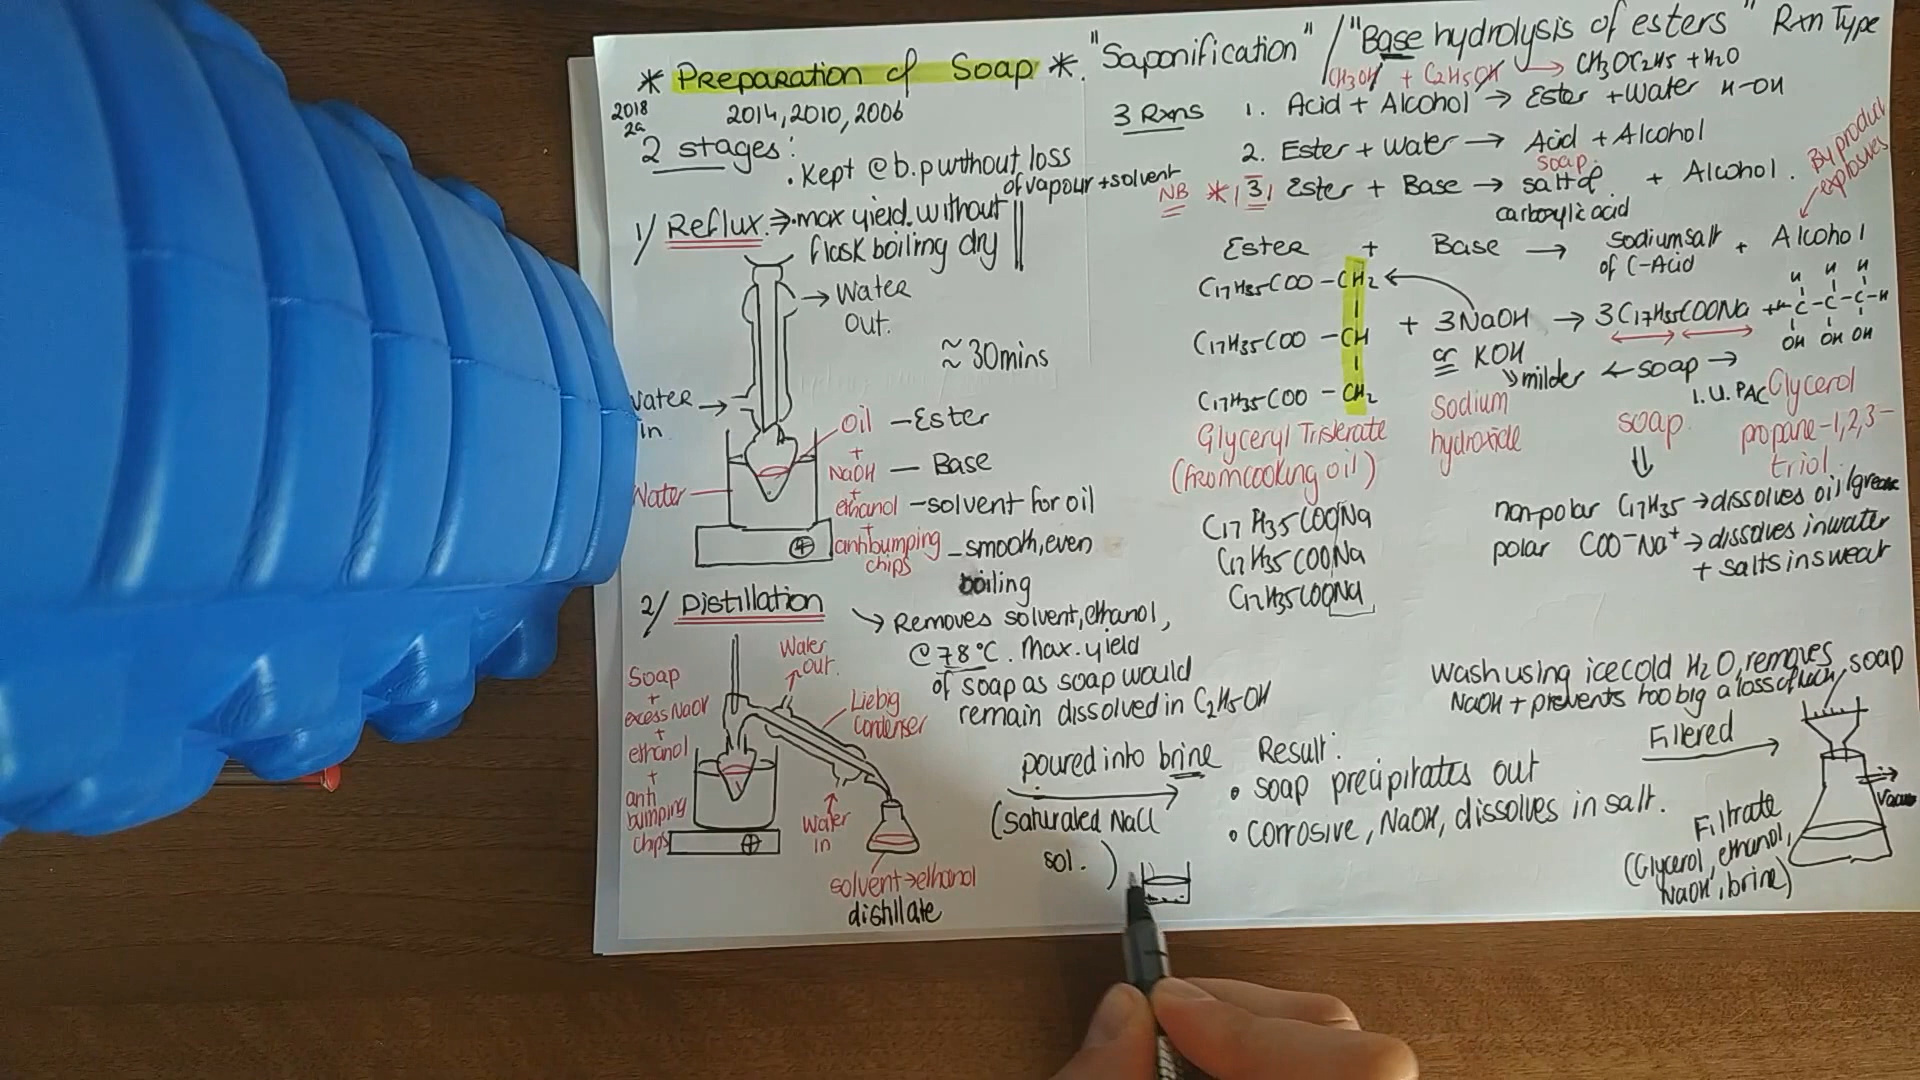 * Preparation of Soap * "Saponification" / "Base hydrolysis of esters" Rxn Type
2018
2a
2014, 2010, 2006
2 stages:
• Kept @ b.p without loss
of vapour + solvent
1/ Reflux => • max yield without
flask boiling dry
Water
out.
≈ 30mins
Water
in
Oil - Ester
+
NaOH - Base
+
ethanol - solvent for oil
+
antibumping - smooth, even
chips
boiling
Water
2/ Distillation
Removes solvent, ethanol,
@ 78°C. Max. yield
of soap as soap would
remain dissolved in C2H5OH
Water
out.
Soap
+
excess NaOH
+
ethanol
+
anti
bumping
chips
Liebig
Condenser
Water
in
solvent → ethanol
distillate
CH3OH + C2H5OH → CH3OC2H5 + H2O
3 Rxns 1. Acid + Alcohol → Ester + Water H-OH
2. Ester + Water → Acid + Alcohol
soap
NB * |3| Ester + Base → salt of + Alcohol.
carboxylic acid
By product
explosives
Ester + Base → Sodium salt + Alcohol
of C-Acid
C17H35COO - CH2
C17H35COO - CH + 3NaOH → 3C17H35COONa +
C17H35COO - CH2
or KOH
milder
← soap →
H H H
H-C-C-C-H
OH OH OH
I.U.PAC
Glycerol
Glyceryl Tristerate
(from cooking oil)
Sodium
hydroxide
soap
propane-1,2,3-
triol
C17H35COONa
C17H35COONa
C17H35COONa
non-polar C17H35 → dissolves oil/grease
polar COO-Na+ → dissolves in water
+ salts in sweat
Wash using icecold H2O, removes
NaOH + prevents too big a loss of
soap
poured into brine
(saturated NaCl
sol.)
Result:
• soap precipitates out
• corrosive, NaOH, dissolves in salt.
Filtered
Filtrate
(Glycerol, ethanol,
NaOH, brine)